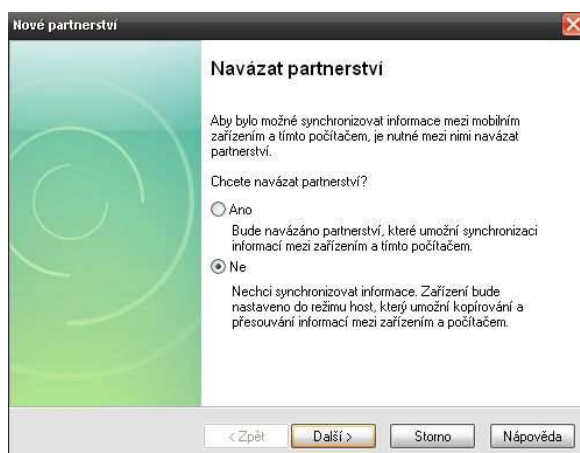 Nové partnerství
Navázat partnerství
Aby bylo možné synchronizovat informace mezi mobilním
zařízením a tímto počítačem, je nutné mezi nimi navázat
partnerství.
Chcete navázat partnerství?
Ano
Bude navázáno partnerství, které umožní synchronizaci
informací mezi zařízením a tímto počítačem.
Ne
Nechci synchronizovat informace. Zařízení bude
nastaveno do režimu host, který umožní kopírování a
přesouvání informací mezi zařízením a počítačem.
< Zpět Další > Storno Nápověda